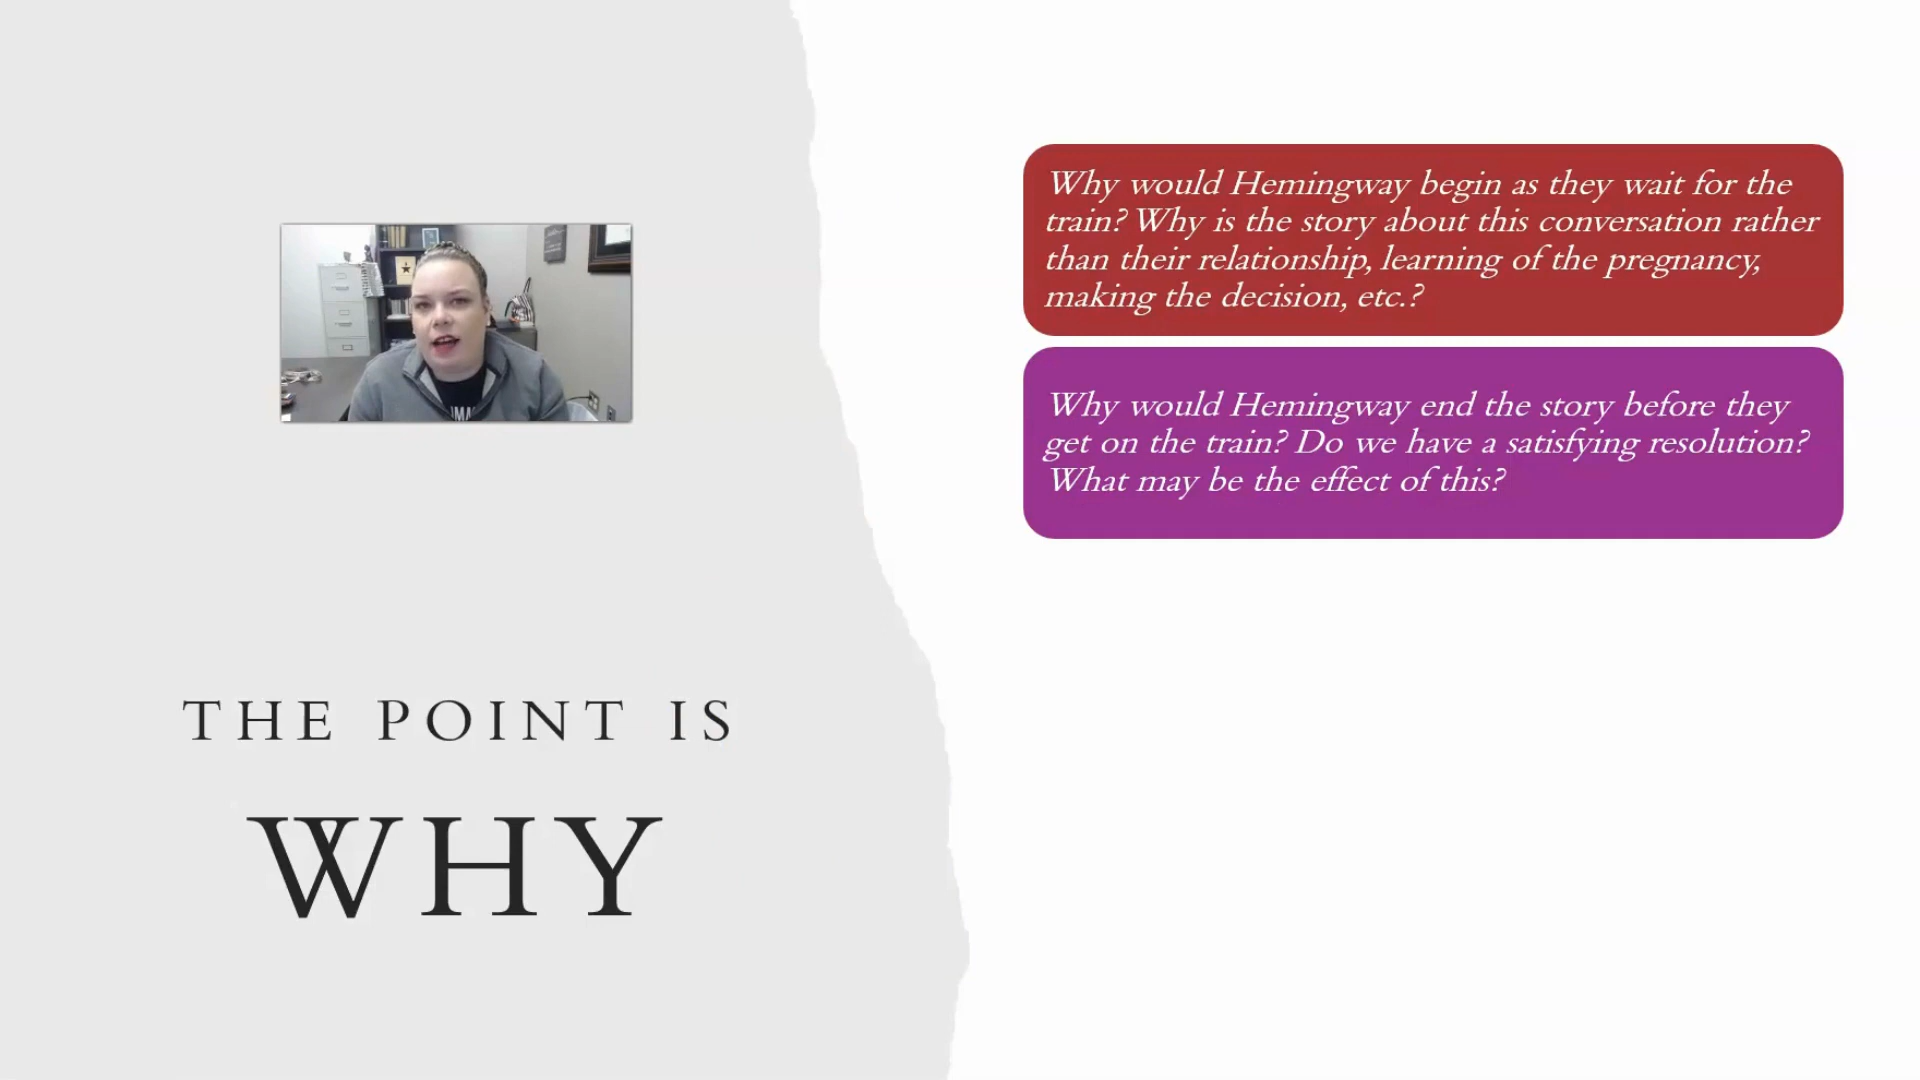 Why would Hemingway begin as they wait for the
train? Why is the story about this conversation rather
than their relationship, learning of the pregnancy,
making the decision, etc.?
Why would Hemingway end the story before they
get on the train? Do we have a satisfying resolution?
What may be the effect of this?
THE POINT IS
WHY